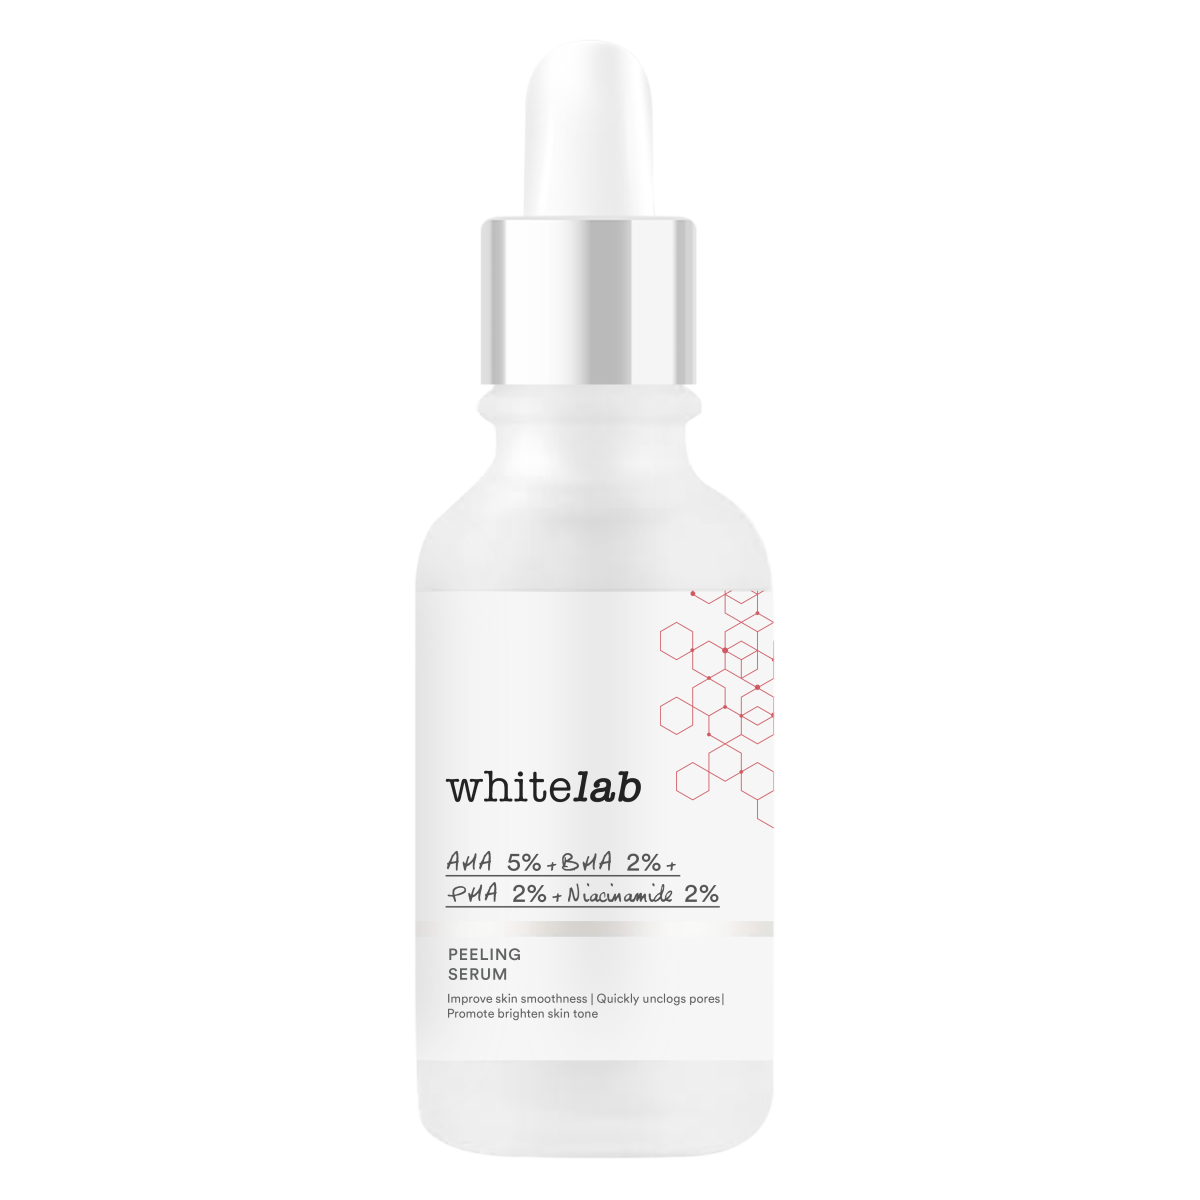 whitelab
AHA 5% + BHA 2% +
PHA 2% + Niacinamide 2%
PEELING
SERUM
Improve skin smoothness | Quickly unclogs pores|
Promote brighten skin tone